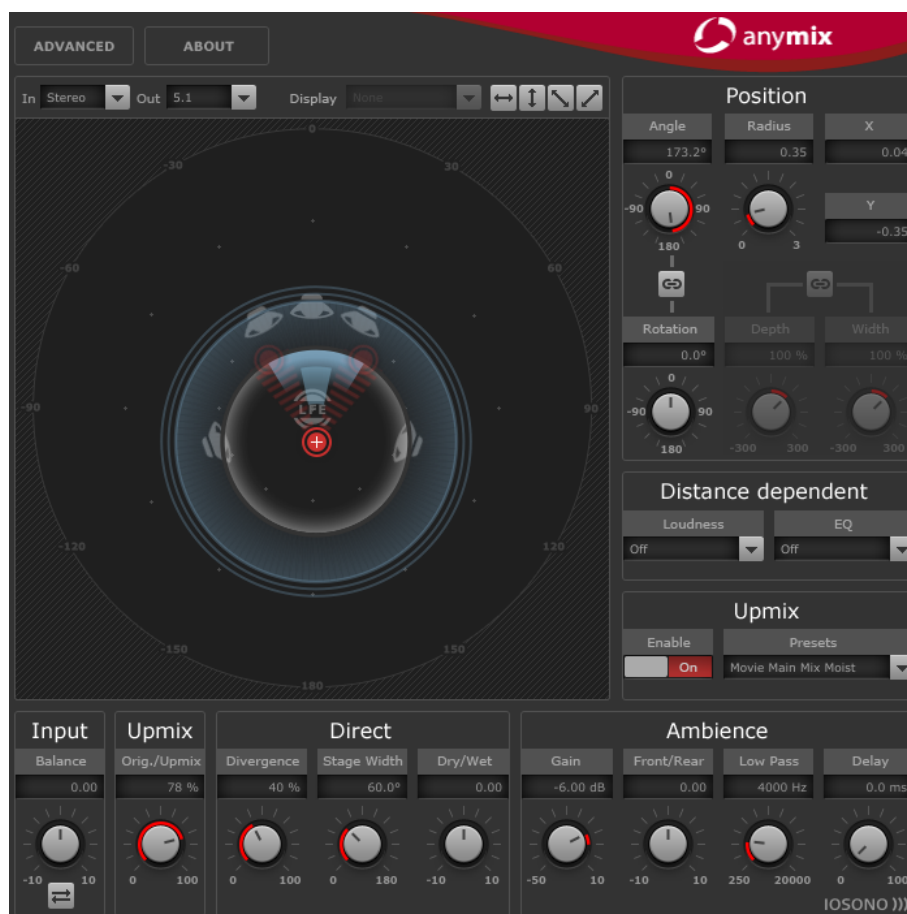 ADVANCED ABOUT anymix
In Stereo Out 5.1 Display None
Position
Angle Radius X
173.2° 0.35 0.04
0
-90 90 Y
180 0 3 -0.35
Rotation Depth Width
0.0° 100 % 100 %
0
-90 90
180 -300 300 -300 300
0
-30 30
-60 60
-90 90
-120 120
-150 150
180
LFE
Distance dependent
Loudness EQ
Off Off
Upmix
Enable Presets
On Movie Main Mix Moist
Input Upmix Direct Ambience
Balance Orig./Upmix Divergence Stage Width Dry/Wet Gain Front/Rear Low Pass Delay
0.00 78 % 40 % 60.0° 0.00 -6.00 dB 0.00 4000 Hz 0.0 ms
-10 10 0 100 0 100 0 180 -10 10 -50 10 -10 10 250 20000 0 100
IOSONO )))